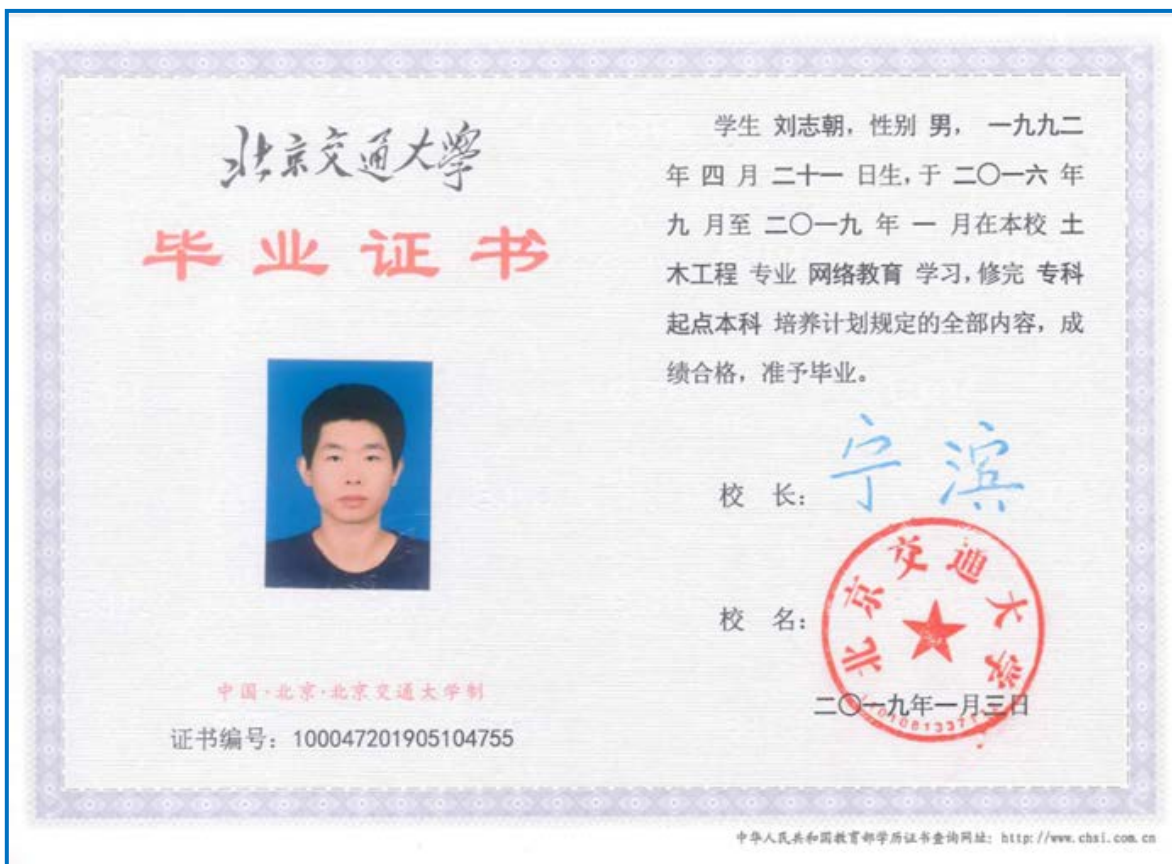 北京交通大学
毕业证书
中国·北京·北京交通大学制
证书编号：100047201905104755
学生 刘志朝，性别 男， 一九九二
年 四 月 二十一 日生，于 二〇一六 年
九 月至 二〇一九 年 一 月在本校 土
木工程 专业 网络教育 学习，修完 专科
起点本科 培养计划规定的全部内容，成
绩合格，准予毕业。
校 长：宁滨
校 名：
北京交通大学
二〇一九年一月三日
中华人民共和国教育部学历证书查询网址：http://www.chsi.com.cn